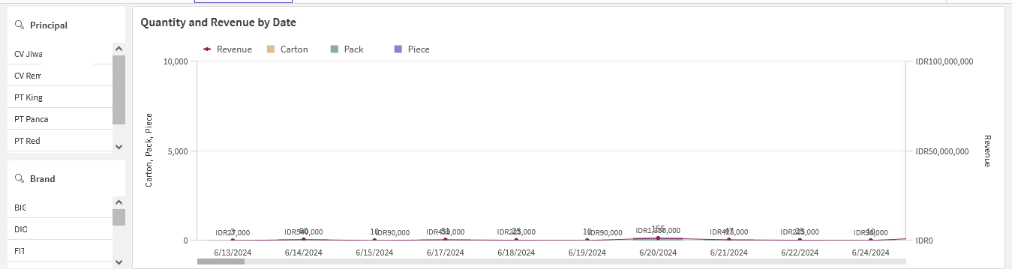 Principal
CV Jiwa
CV Rem
PT King
PT Panca
PT Red
Brand
BIG
DIO
FIT
Quantity and Revenue by Date
Revenue Carton Pack Piece
10,000
5,000
0
Carton, Pack, Piece
IDR100,000,000
IDR50,000,000
IDR0
Revenue
6/13/2024 6/14/2024 6/15/2024 6/17/2024 6/18/2024 6/19/2024 6/20/2024 6/21/2024 6/22/2024 6/24/2024